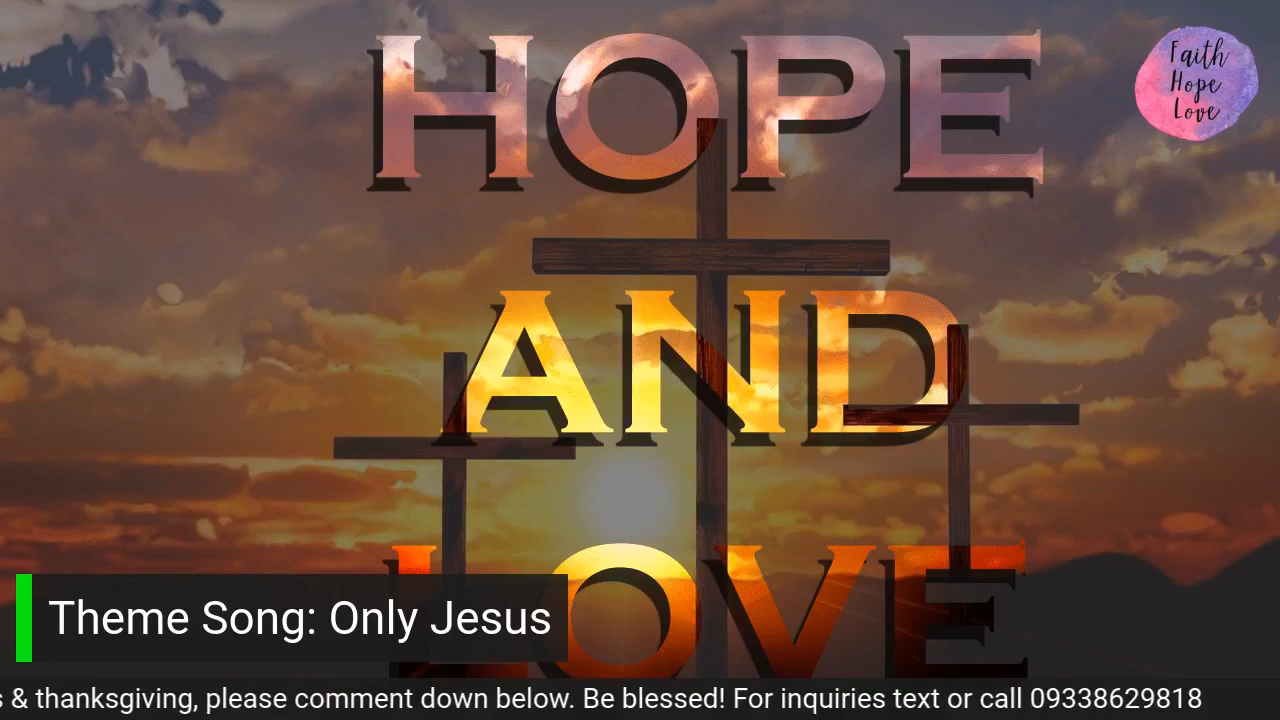 HOPE
AND
LOVE
Faith
Hope
Love
Theme Song: Only Jesus
& thanksgiving, please comment down below. Be blessed! For inquiries text or call 09338629818